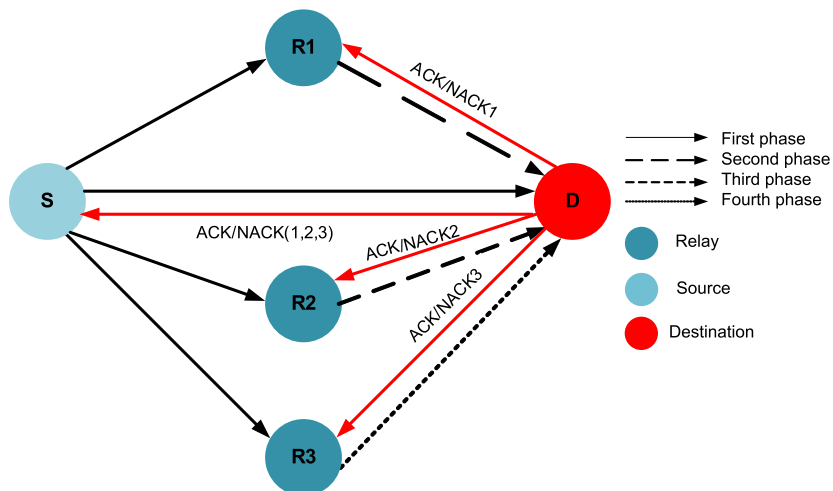 R1
ACK/NACK1
First phase
Second phase
Third phase
Fourth phase
S
D
ACK/NACK(1,2,3)
ACK/NACK2
Relay
R2
ACK/NACK3
Source
Destination
R3